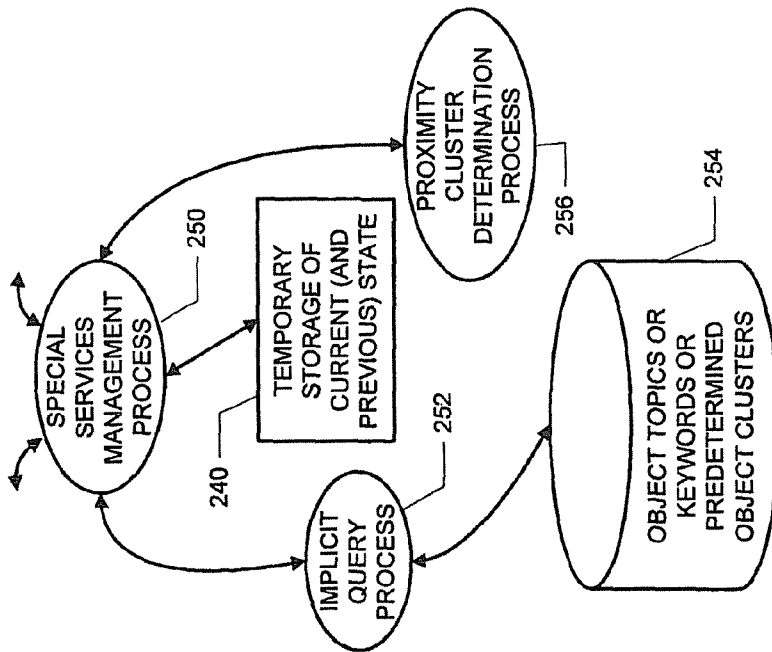 SPECIAL
SERVICES
MANAGEMENT
PROCESS
250
TEMPORARY
STORAGE OF
CURRENT (AND
PREVIOUS) STATE
240
PROXIMITY
CLUSTER
DETERMINATION
PROCESS
256
IMPLICIT
QUERY
PROCESS
252
OBJECT TOPICS OR
KEYWORDS OR
PREDETERMINED
OBJECT CLUSTERS
254